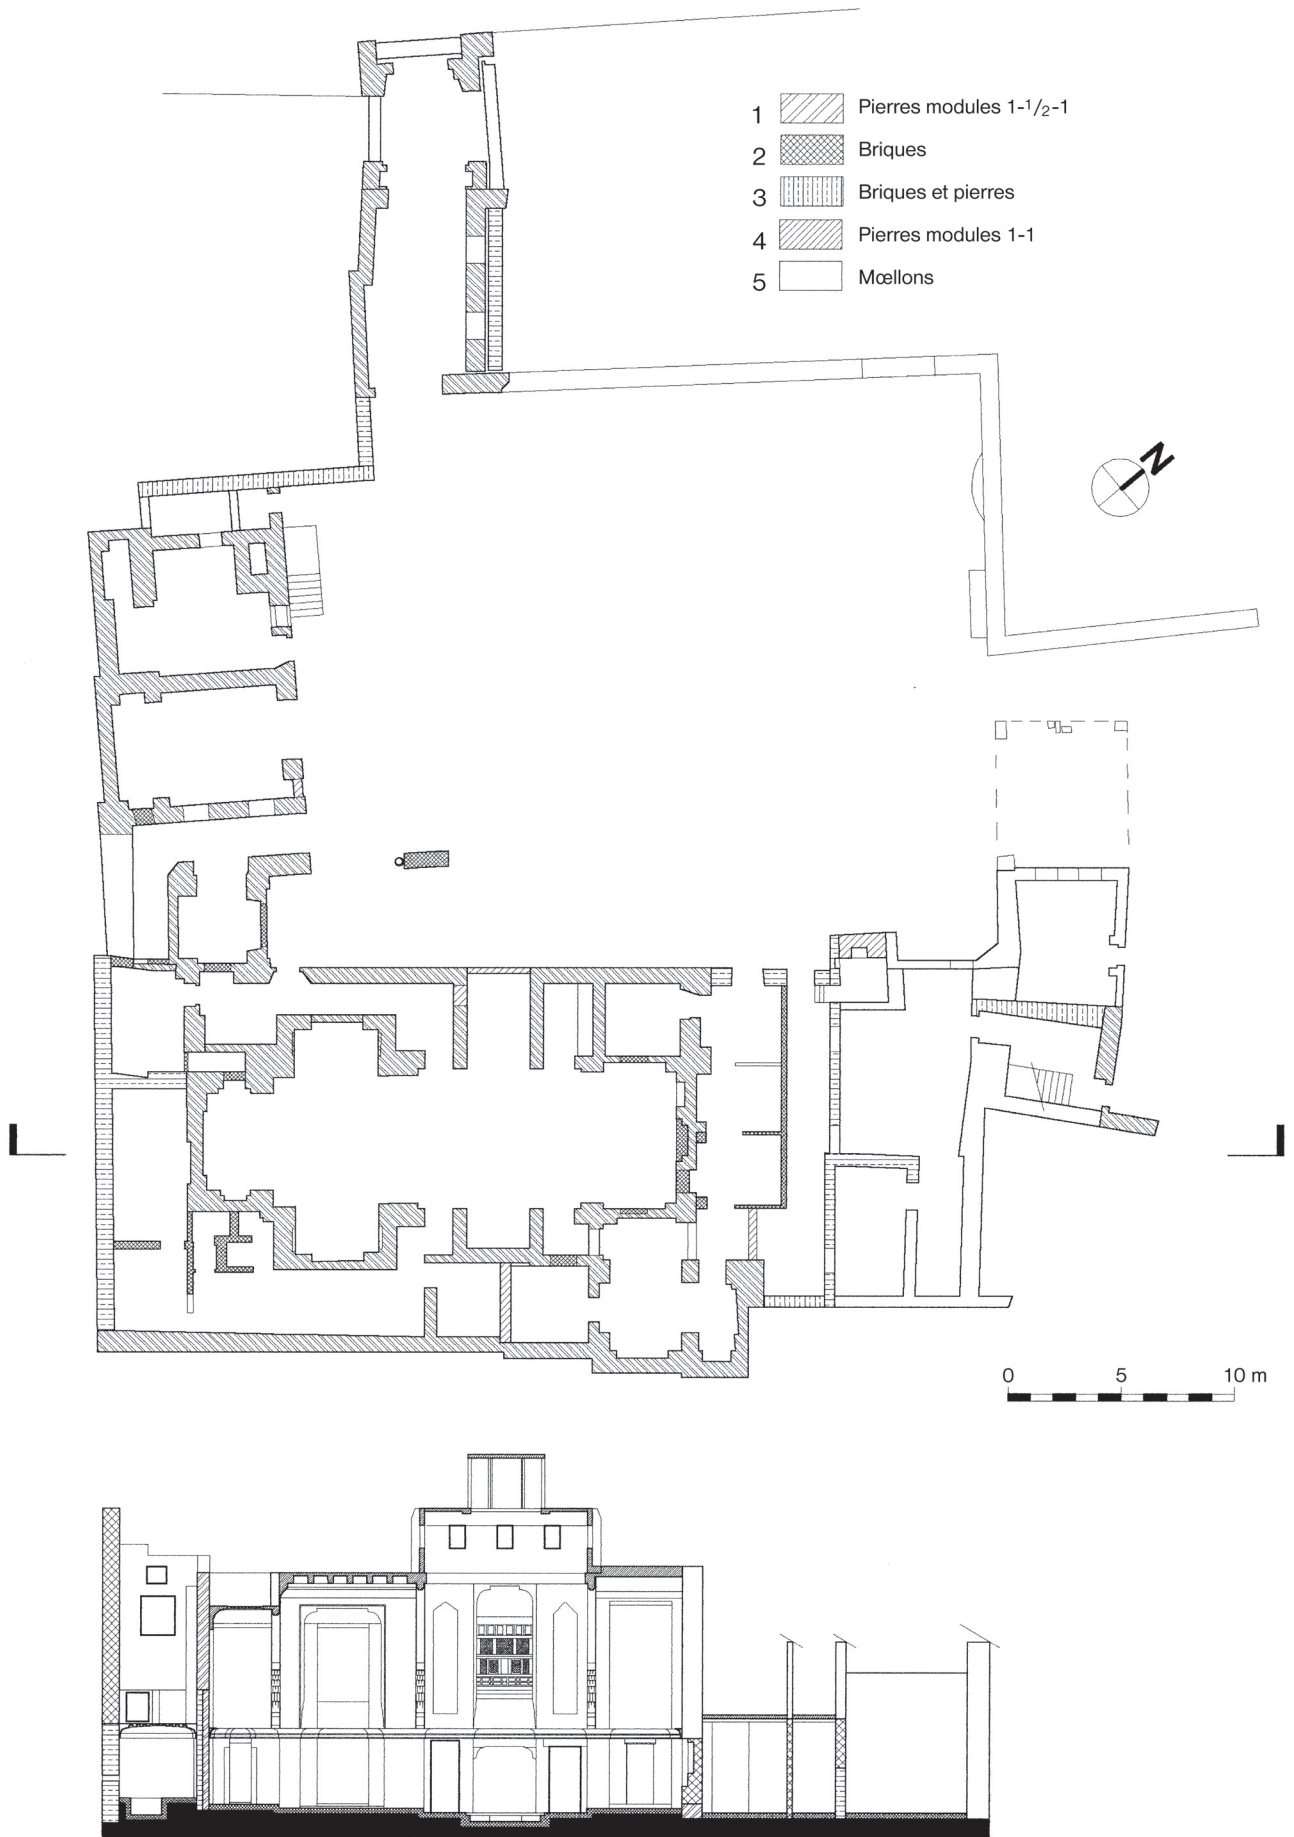 1 Pierres modules 1-1/2-1
2 Briques
3 Briques et pierres
4 Pierres modules 1-1
5 Mœllons
N
0 5 10 m